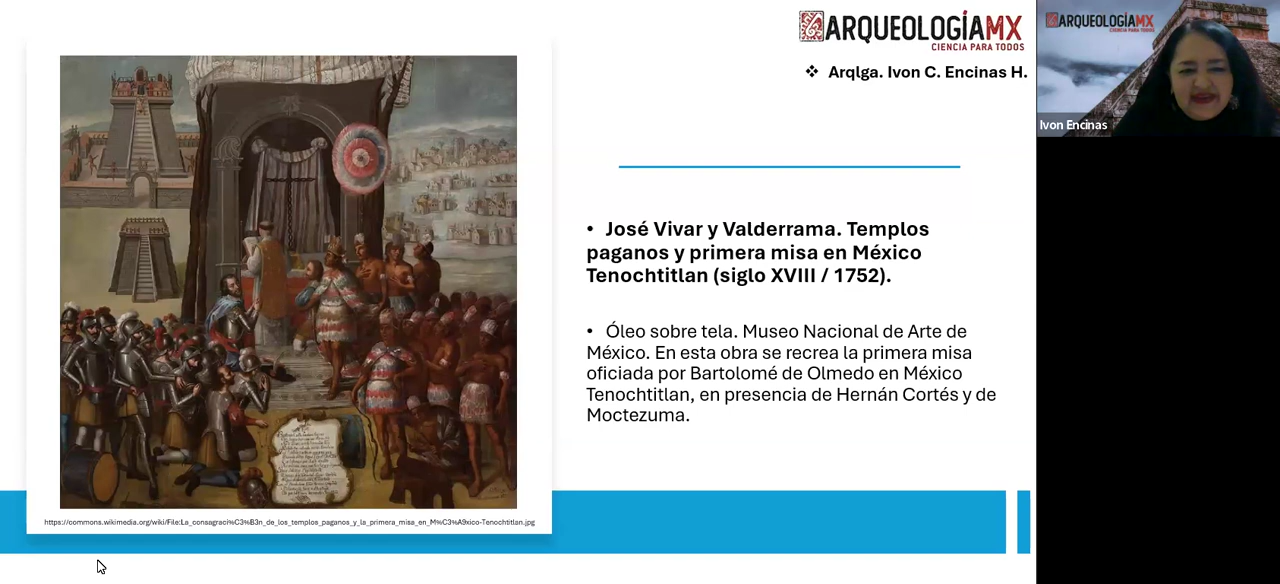 ARQUEOLOGÍAMX
CIENCIA PARA TODOS
❖ Arqlga. Ivon C. Encinas H.
ARQUEOLOGÍAMX
CIENCIA PARA TODOS
Ivon Encinas
• José Vivar y Valderrama. Templos
paganos y primera misa en México
Tenochtitlan (siglo XVIII / 1752).
• Óleo sobre tela. Museo Nacional de Arte de
México. En esta obra se recrea la primera misa
oficiada por Bartolomé de Olmedo en México
Tenochtitlan, en presencia de Hernán Cortés y de
Moctezuma.
https://commons.wikimedia.org/wiki/File:La_consagraci%C3%B3n_de_los_templos_paganos_y_la_primera_misa_en_M%C3%A9xico-Tenochtitlan.jpg